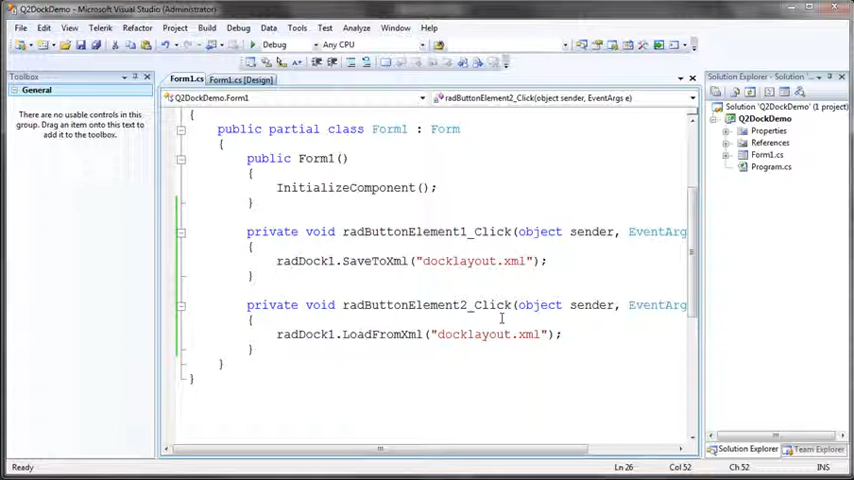 Q2DockDemo - Microsoft Visual Studio (Administrator)
File Edit View Telerik Refactor Project Build Debug Data Tools Test Analyze Window Help
Debug Any CPU
Toolbox
General
There are no usable controls in this
group. Drag an item onto this text to
add it to the toolbox.
Form1.cs Form1.cs [Design]
Q2DockDemo.Form1 radButtonElement2_Click(object sender, EventArgs e)
{
public partial class Form1 : Form
{
public Form1()
{
InitializeComponent();
}
private void radButtonElement1_Click(object sender, EventArg
{
radDock1.SaveToXml("docklayout.xml");
}
private void radButtonElement2_Click(object sender, EventArg
{
radDock1.LoadFromXml("docklayout.xml");
}
}
}
Solution Explorer - Solution 'Q2DockDemo'
Solution 'Q2DockDemo' (1 project)
Q2DockDemo
Properties
References
Form1.cs
Program.cs
Solution Explorer Team Explorer
Ready Ln 26 Col 52 Ch 52 INS